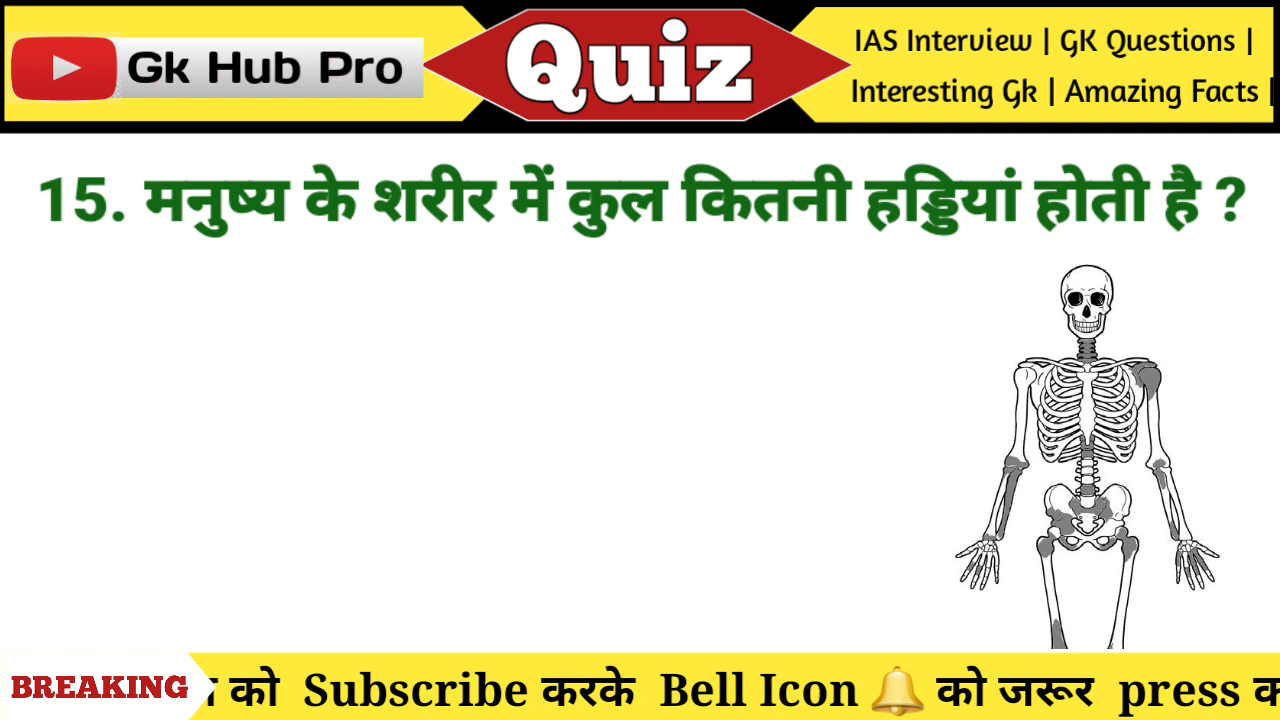 Gk Hub Pro
Quiz
IAS Interview | GK Questions |
Interesting Gk | Amazing Facts |
15. मनुष्य के शरीर में कुल कितनी हड्डियां होती है ?
BREAKING
को Subscribe करके Bell Icon 🔔 को जरूर press